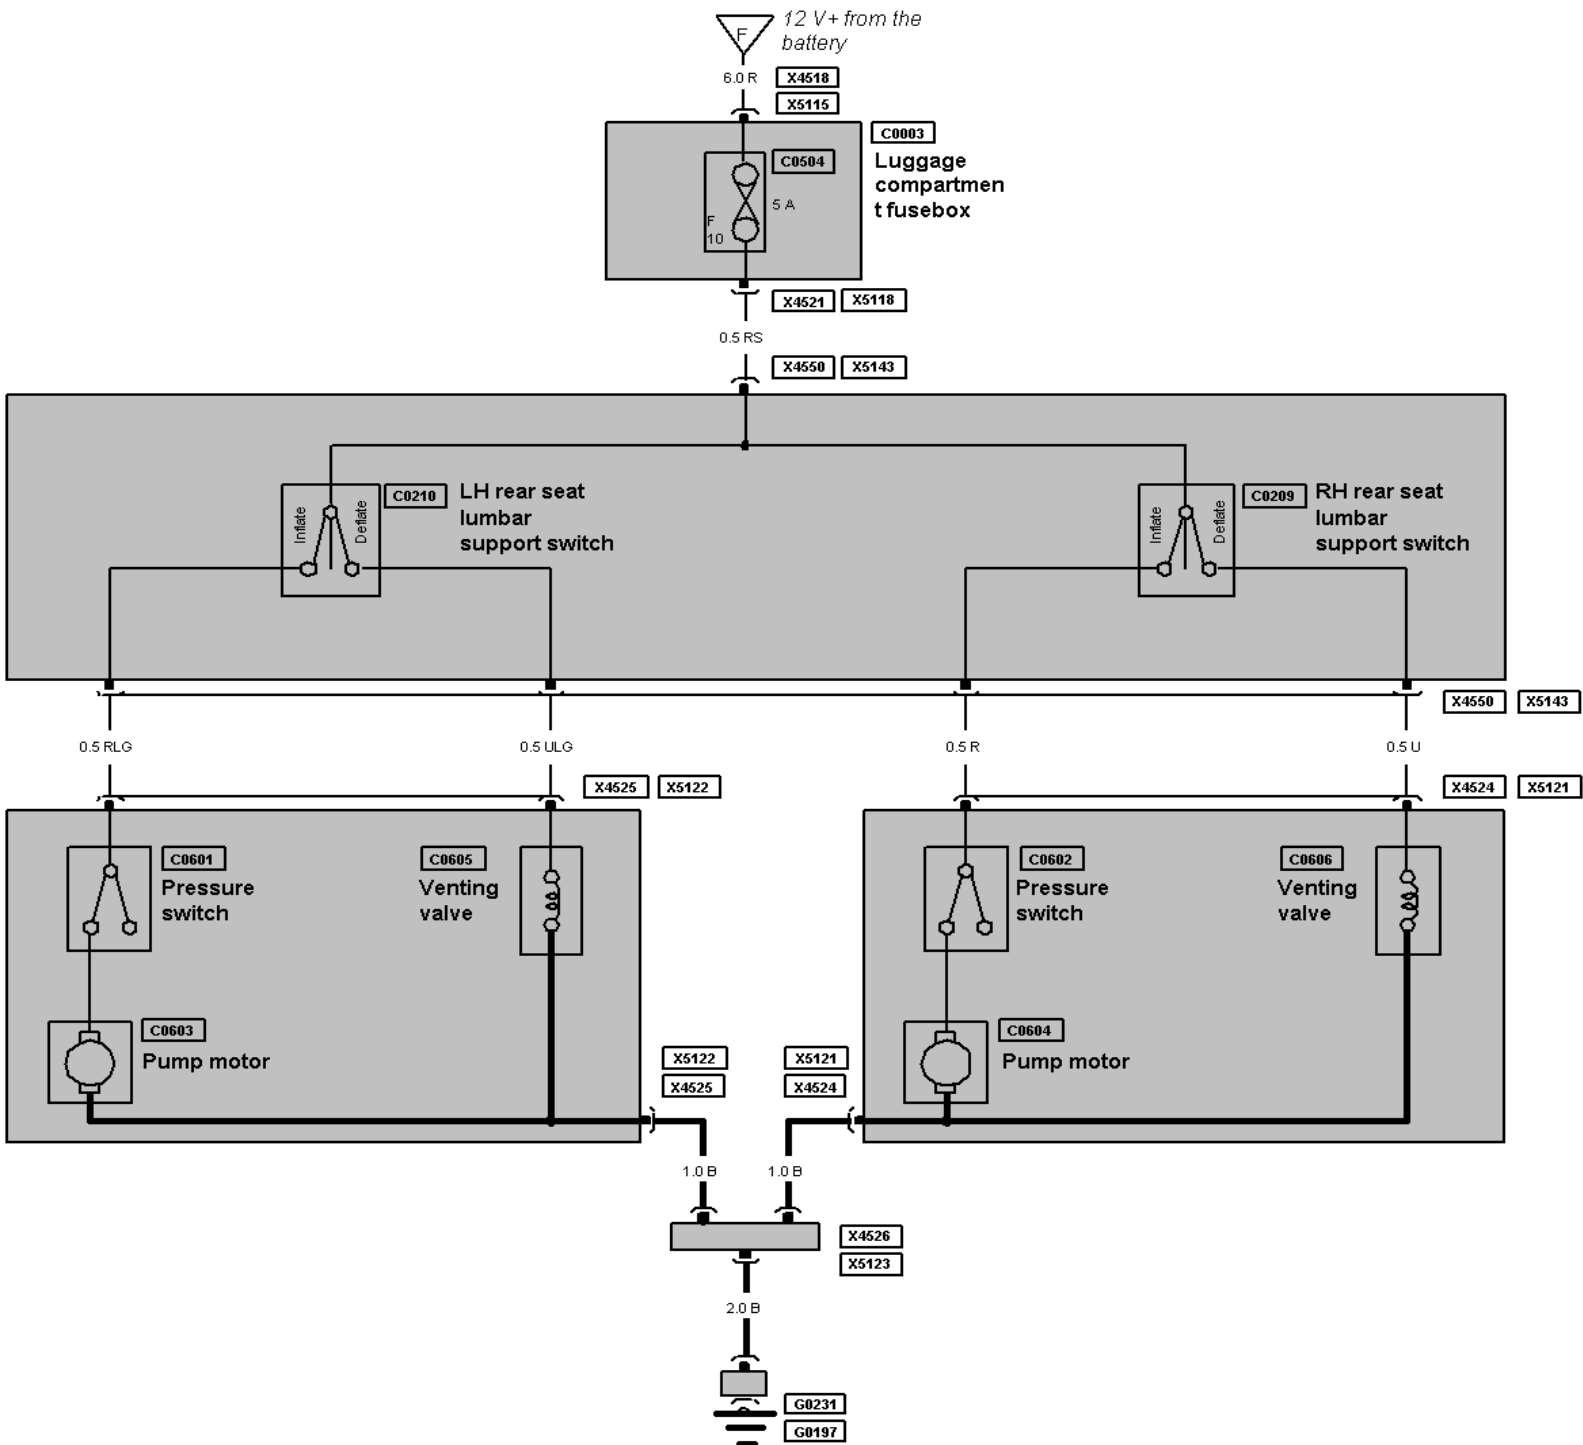 12 V+ from the
battery
F
6.0 R
X4518
X5115
C0003
Luggage
compartmen
t fusebox
C0504
5 A
F
10
X4521 X5118
0.5 RS
X4550 X5143
C0210
LH rear seat
lumbar
support switch
Inflate
Deflate
C0209
RH rear seat
lumbar
support switch
Inflate
Deflate
X4550 X5143
0.5 RLG
0.5 ULG
0.5 R
0.5 U
X4525 X5122
X4524 X5121
C0601
Pressure
switch
C0605
Venting
valve
C0602
Pressure
switch
C0606
Venting
valve
C0603
Pump motor
C0604
Pump motor
X5122
X4525
X5121
X4524
1.0 B
1.0 B
X4526
X5123
2.0 B
G0231
G0197